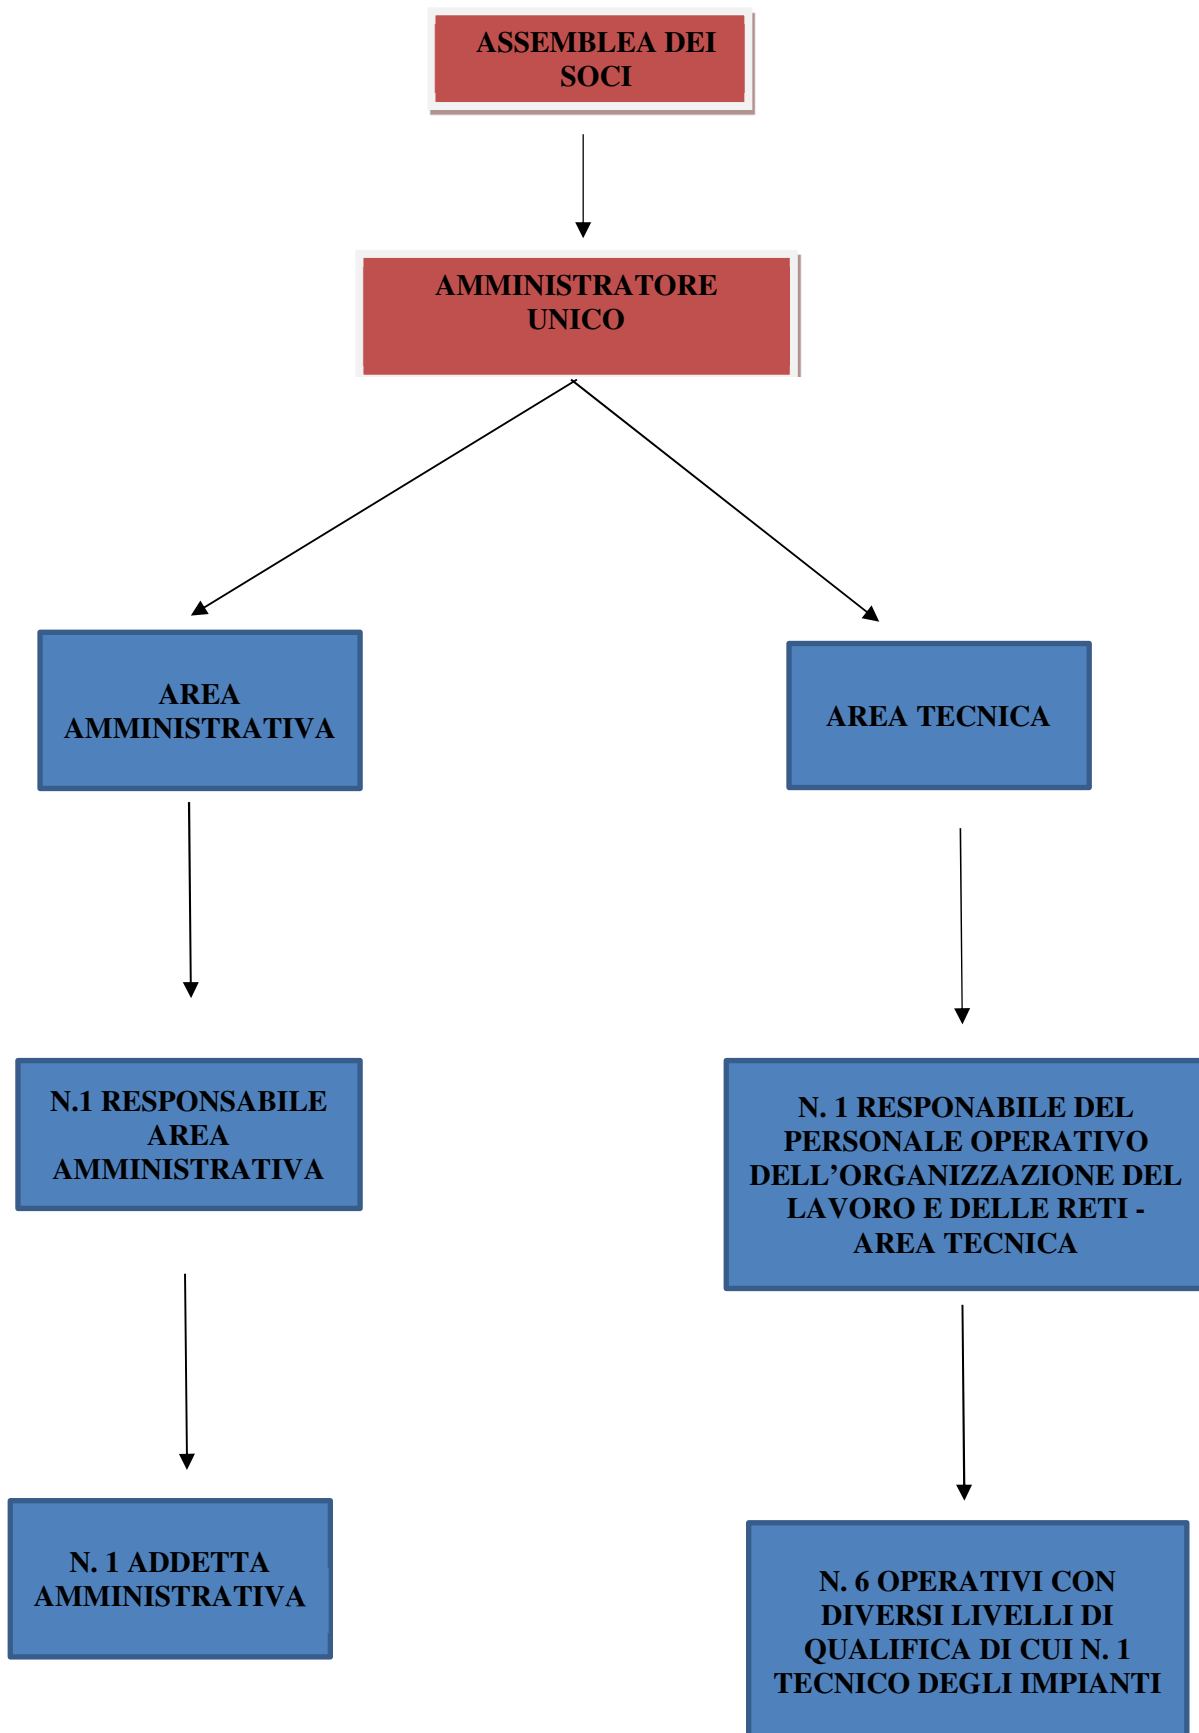 ASSEMBLEA DEI
SOCI
AMMINISTRATORE
UNICO
AREA
AMMINISTRATIVA
AREA TECNICA
N.1 RESPONSABILE
AREA
AMMINISTRATIVA
N. 1 RESPONABILE DEL
PERSONALE OPERATIVO
DELL’ORGANIZZAZIONE DEL
LAVORO E DELLE RETI -
AREA TECNICA
N. 1 ADDETTA
AMMINISTRATIVA
N. 6 OPERATIVI CON
DIVERSI LIVELLI DI
QUALIFICA DI CUI N. 1
TECNICO DEGLI IMPIANTI